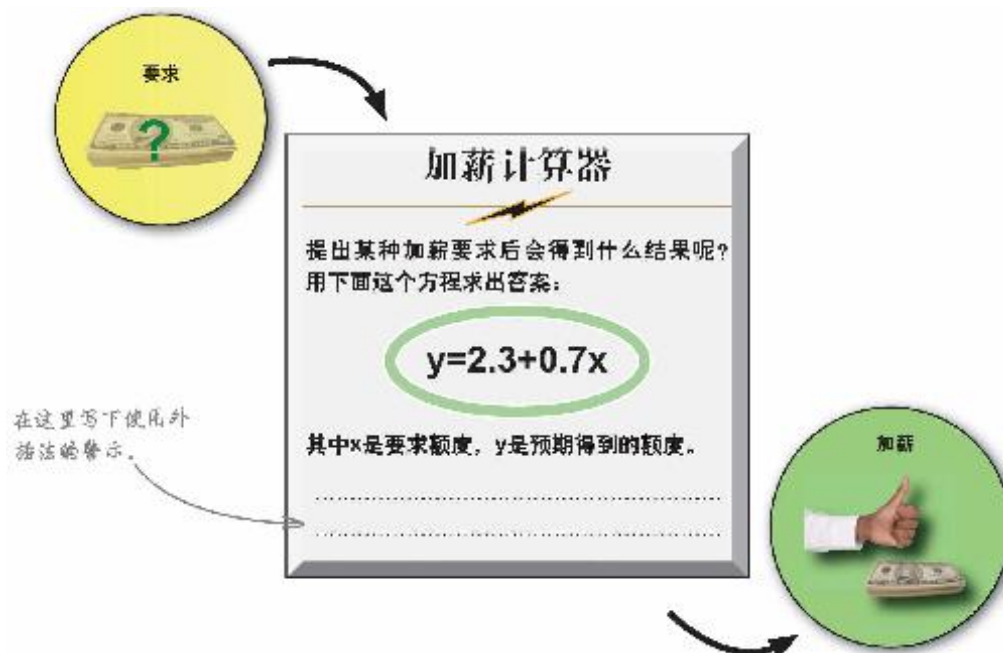 要求
?
加薪计算器
提出某种加薪要求后会得到什么结果呢?
用下面这个方程求出答案:
y=2.3+0.7x
在这里写下使用外
插法的警示。
其中x是要求额度, y是预期得到的额度。
加薪